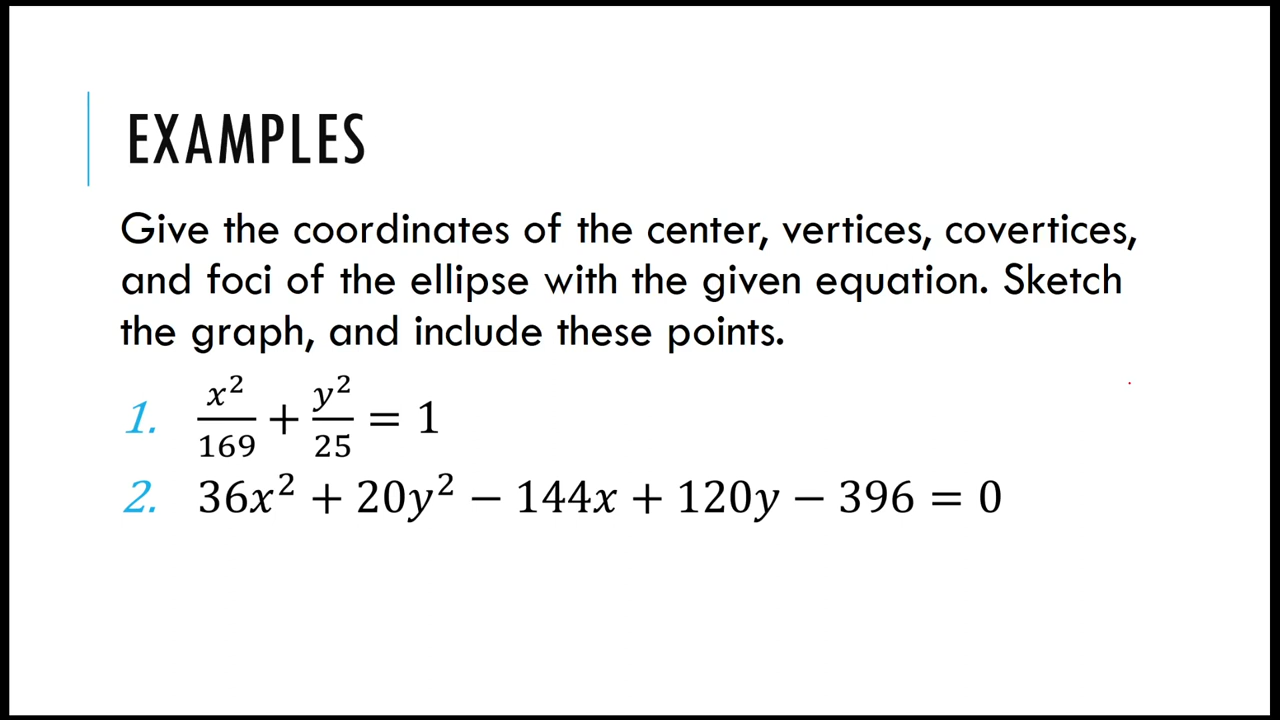 EXAMPLES
Give the coordinates of the center, vertices, covertices,
and foci of the ellipse with the given equation. Sketch
the graph, and include these points.
1. x²/169 + y²/25 = 1
2. 36x² + 20y² − 144x + 120y − 396 = 0